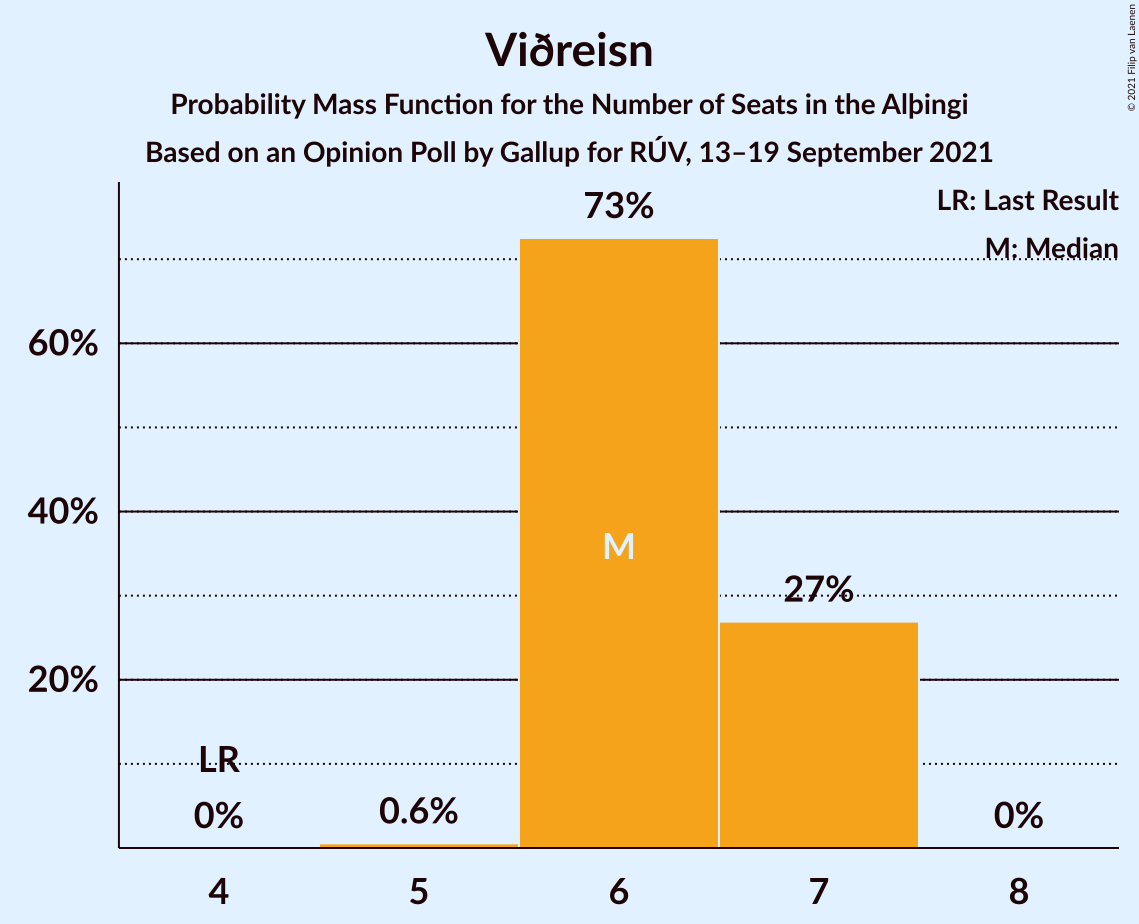 Viðreisn
Probability Mass Function for the Number of Seats in the Alþingi
Based on an Opinion Poll by Gallup for RÚV, 13–19 September 2021
© 2021 Filip van Laenen
LR: Last Result
M: Median
73%
60%
40%
M
27%
20%
LR
0%
0.6%
0%
4
5
6
7
8